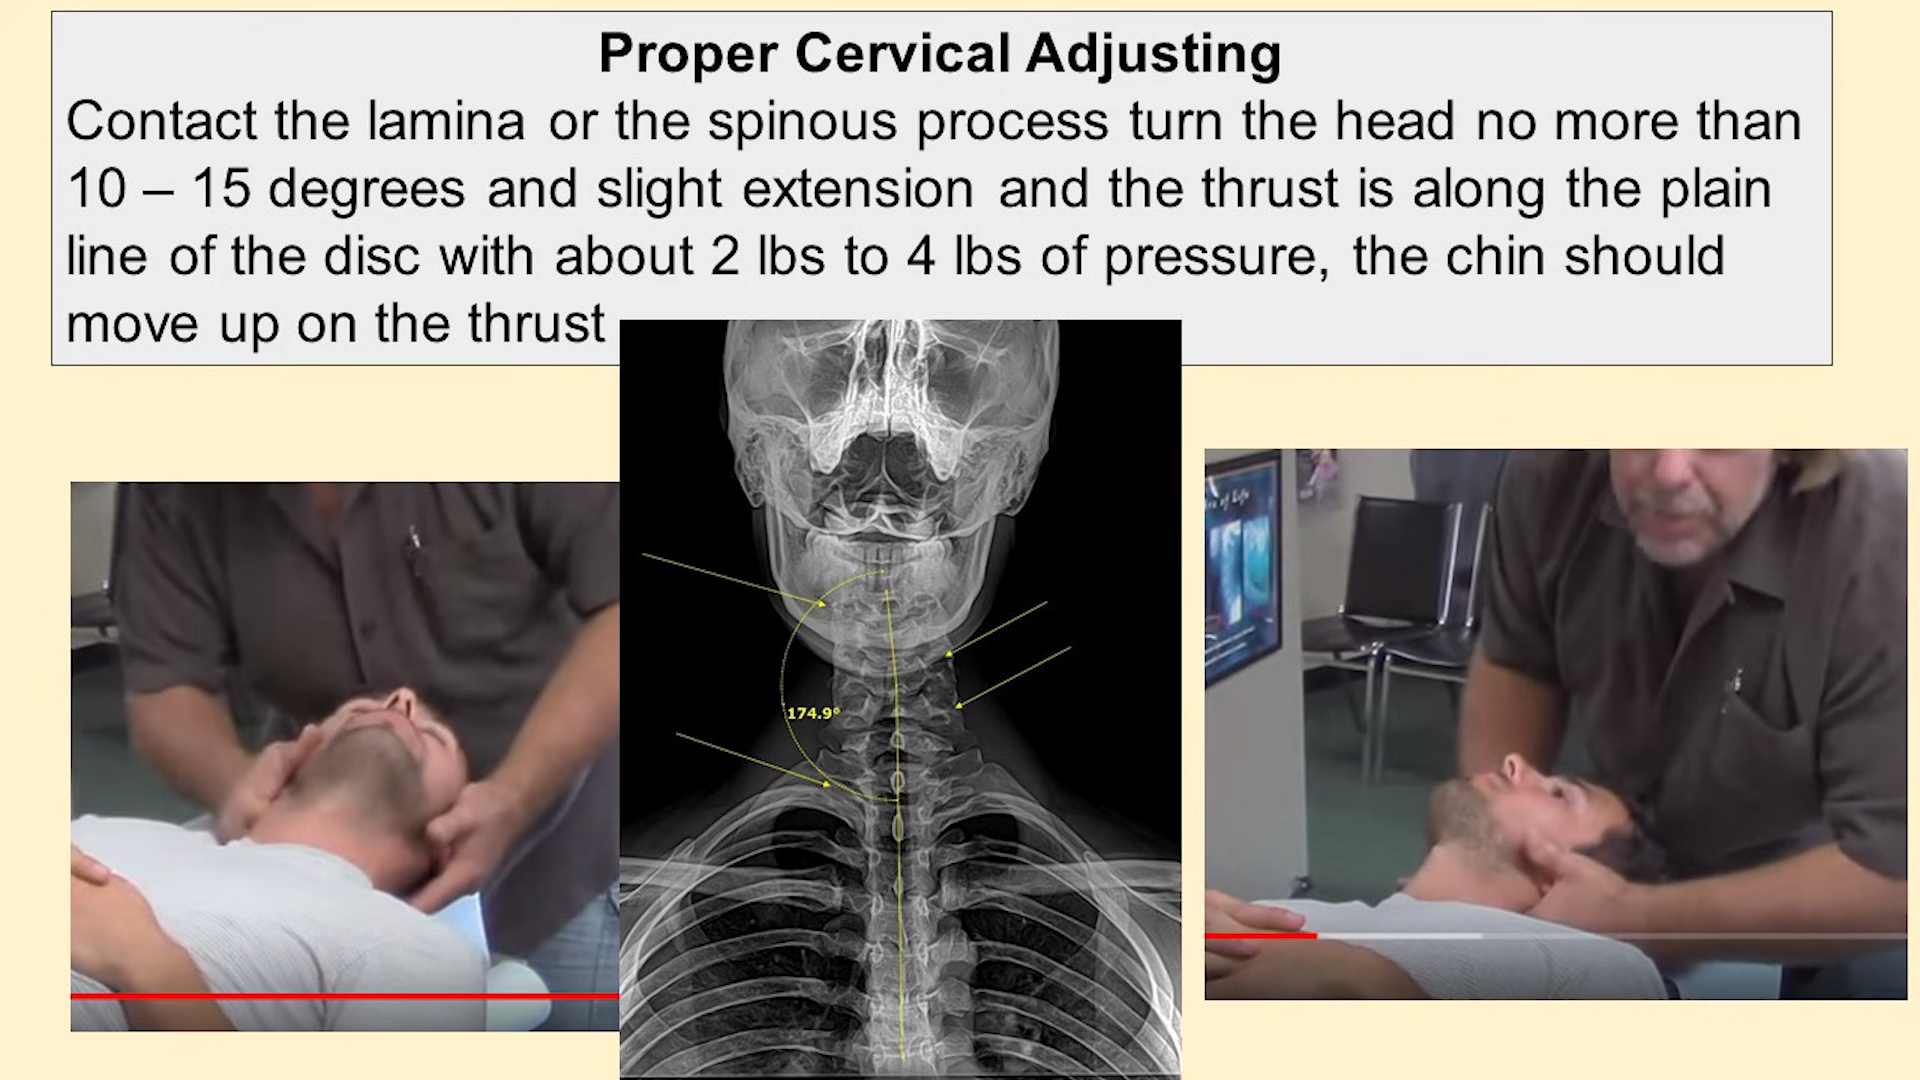 Proper Cervical Adjusting
Contact the lamina or the spinous process turn the head no more than
10 – 15 degrees and slight extension and the thrust is along the plain
line of the disc with about 2 lbs to 4 lbs of pressure, the chin should
move up on the thrust
174.9°
of Life